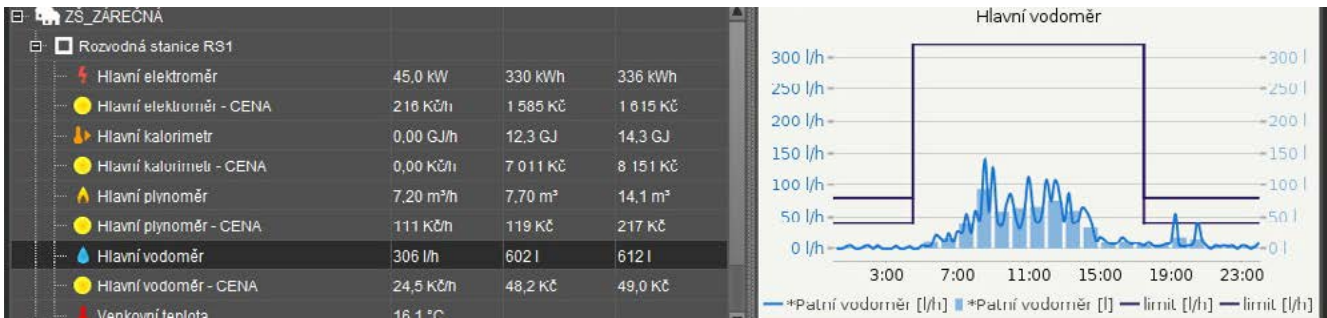 ZŠ_ZÁREČNÁ
Rozvodná stanice RS1
Hlavní elektroměr 45,0 kW 330 kWh 336 kWh
Hlavní elektroměr - CENA 216 Kč/h 1 585 Kč 1 615 Kč
Hlavní kalorimetr 0,00 GJ/h 12,3 GJ 14,3 GJ
Hlavní kalorimetr - CENA 0,00 Kč/h 7 011 Kč 8 151 Kč
Hlavní plynoměr 7,20 m³/h 7,70 m³ 14,1 m³
Hlavní plynoměr - CENA 111 Kč/h 119 Kč 217 Kč
Hlavní vodoměr 306 l/h 602 l 612 l
Hlavní vodoměr - CENA 24,5 Kč/h 48,2 Kč 49,0 Kč
Venkovní teplota 16,1 °C
Hlavní vodoměr
300 l/h 300 l
250 l/h 250 l
200 l/h 200 l
150 l/h 150 l
100 l/h 100 l
50 l/h 50 l
0 l/h 0 l
3:00 7:00 11:00 15:00 19:00 23:00
*Patní vodoměr [l/h] *Patní vodoměr [l] limit [l/h] limit [l/h]